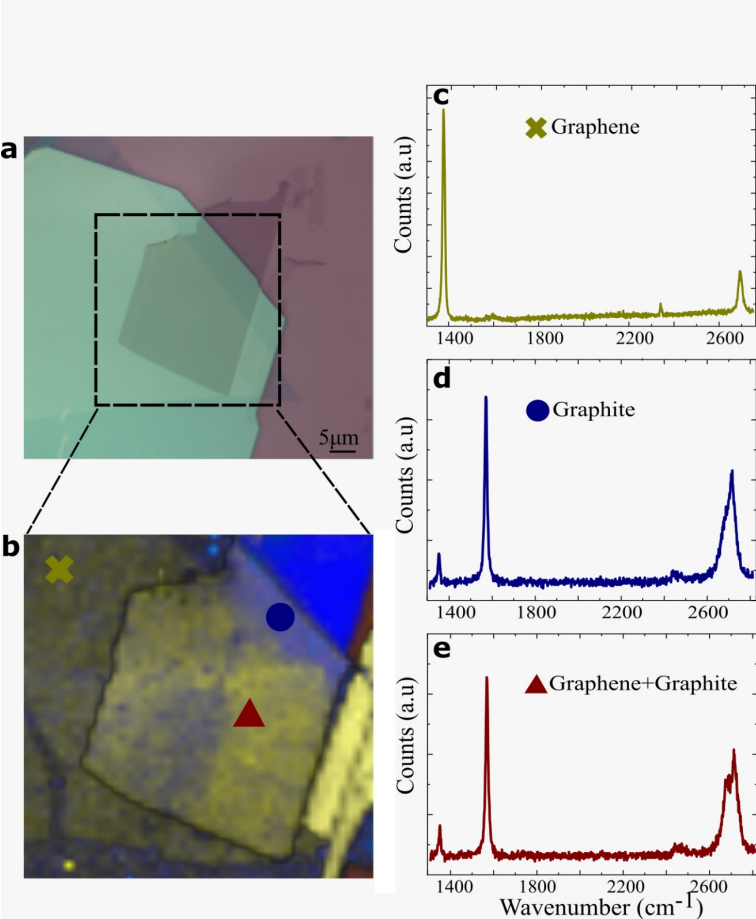 a
5μm
b
c
Graphene
Counts (a.u)
1400 1800 2200 2600
d
Graphite
Counts (a.u)
1400 1800 2200 2600
e
Graphene+Graphite
Counts (a.u)
1400 1800 2200 2600
Wavenumber (cm-1)